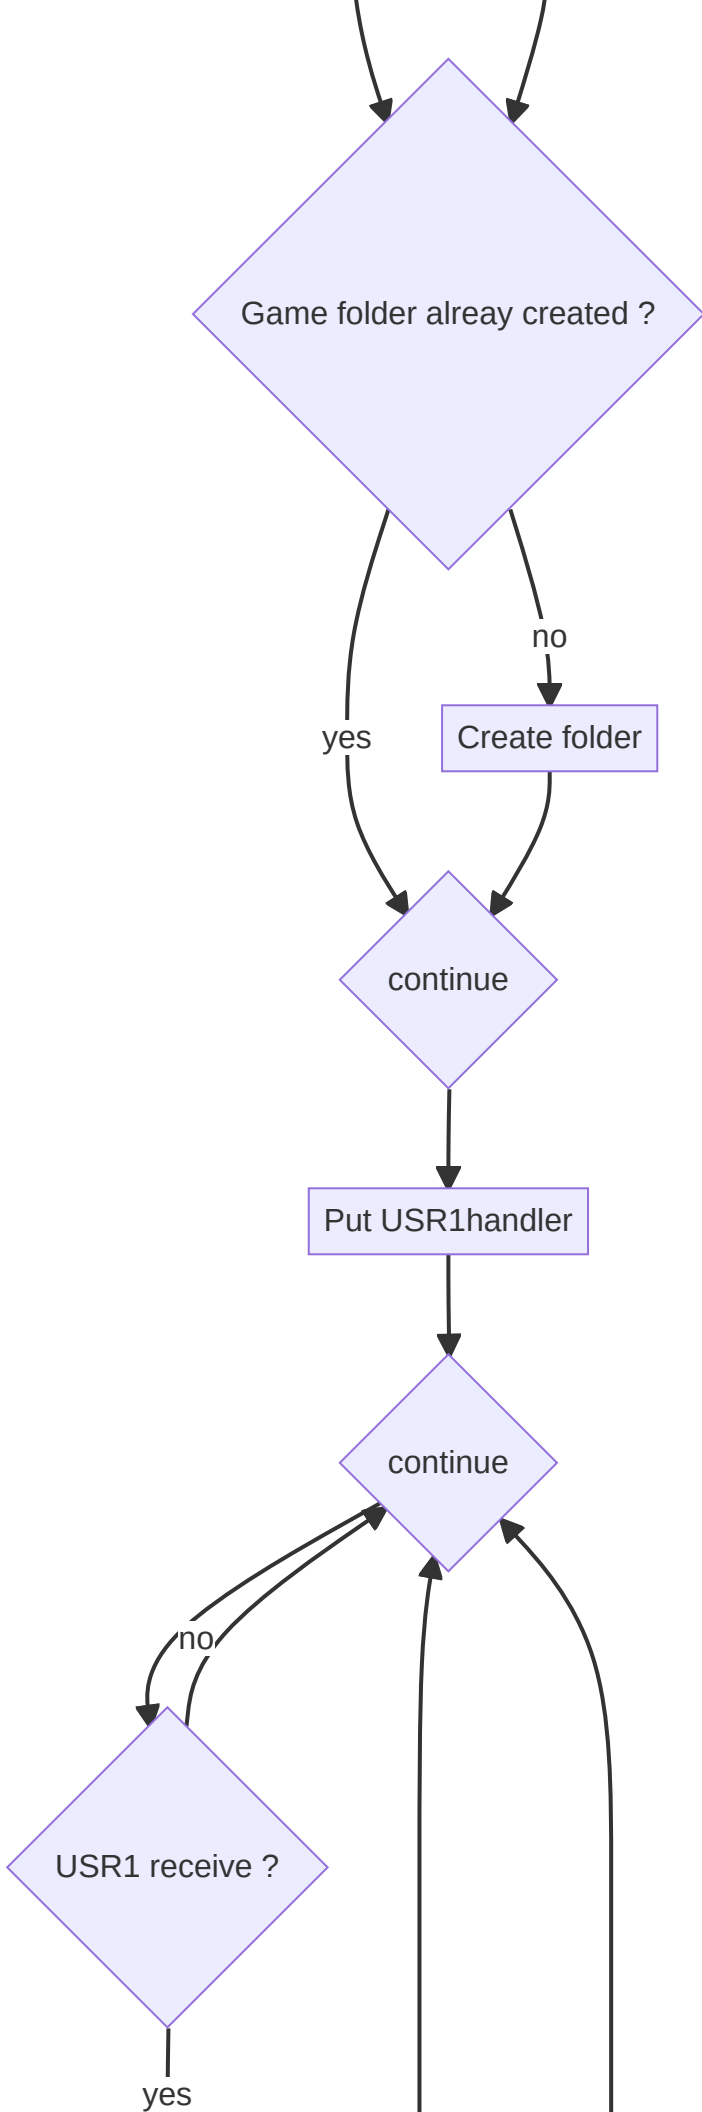 Game folder alreay created ?
no
yes
Create folder
continue
Put USR1handler
continue
no
USR1 receive ?
yes